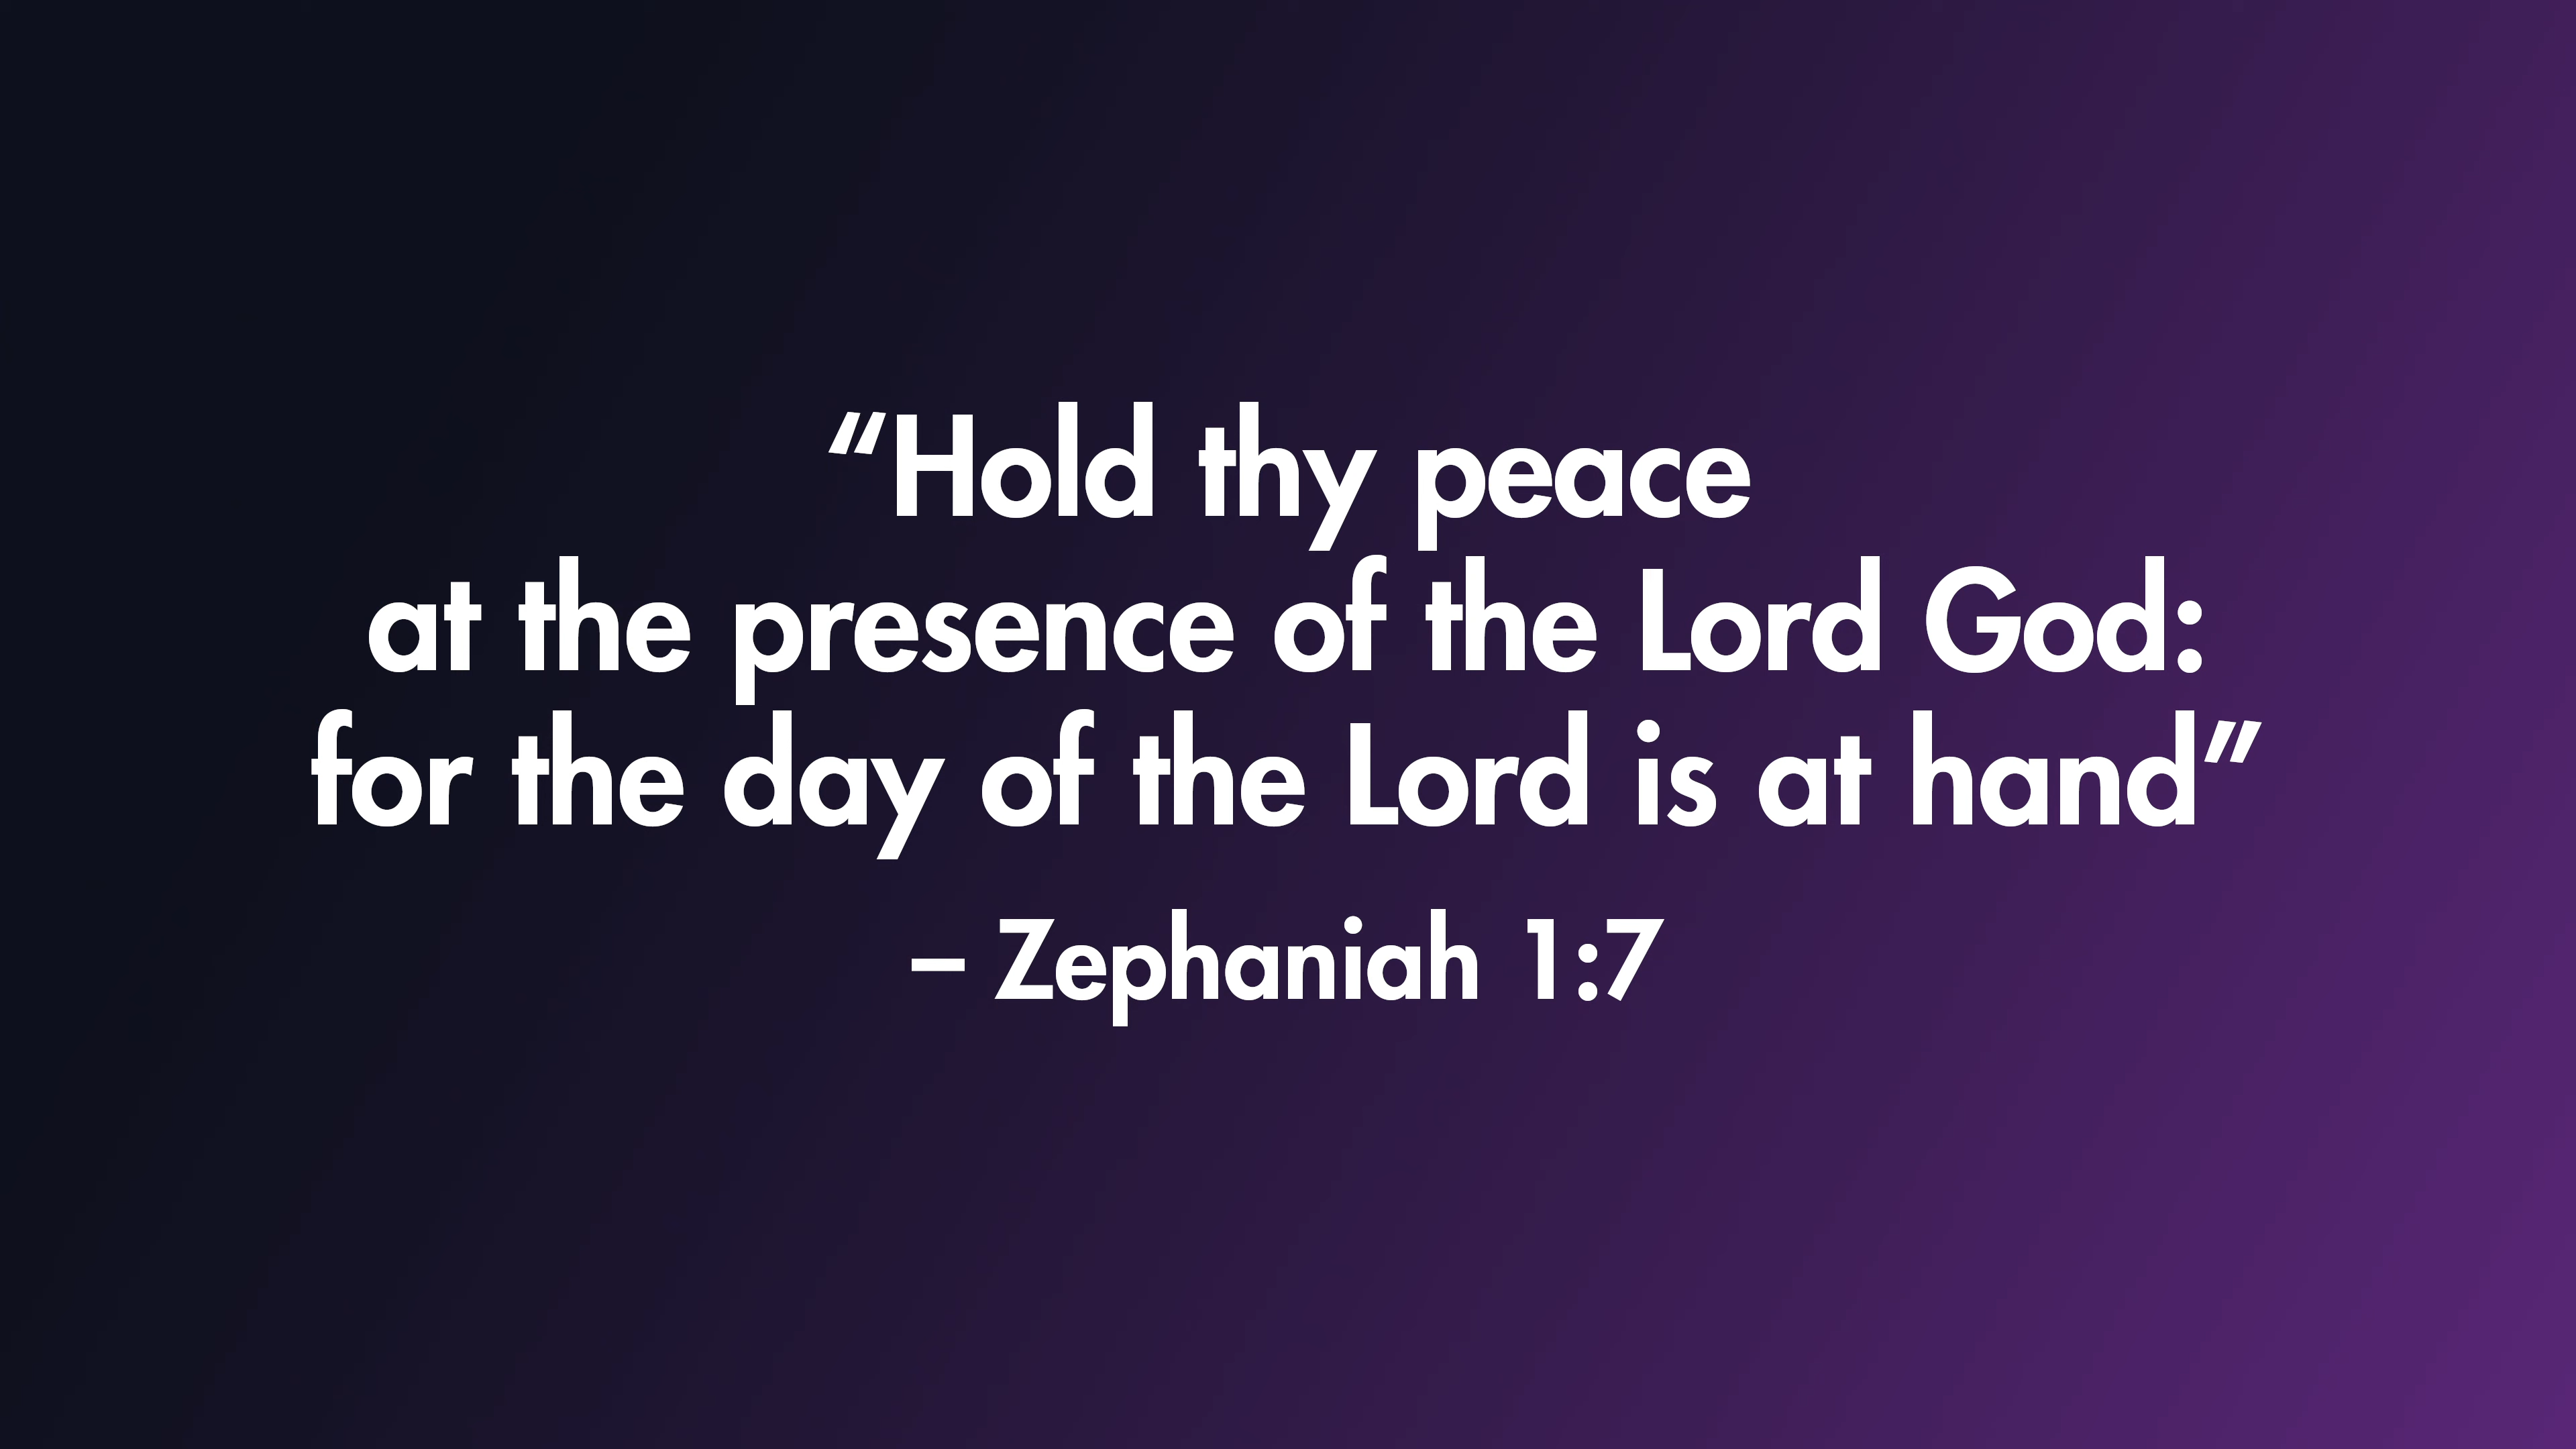 “Hold thy peace
at the presence of the Lord God:
for the day of the Lord is at hand”
– Zephaniah 1:7